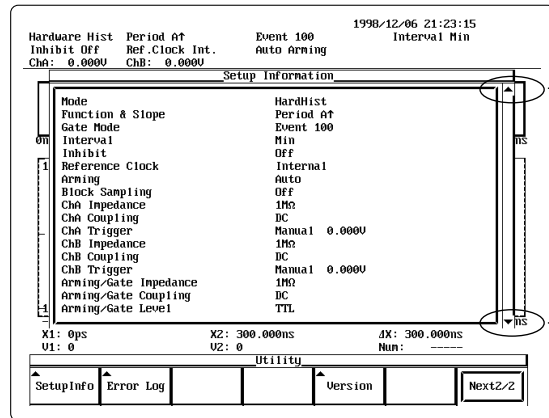 1998/12/06 21:23:15
Hardware Hist Period A↑ Event 100 Interval Min
Inhibit Off Ref.Clock Int. Auto Arming
ChA: 0.000V ChB: 0.000V
Setup Information
Mode HardHist
Function & Slope Period A↑
Gate Mode Event 100
Interval Min
Inhibit Off
Reference Clock Internal
Arming Auto
Block Sampling Off
ChA Impedance 1MΩ
ChA Coupling DC
ChA Trigger Manual 0.000V
ChB Impedance 1MΩ
ChB Coupling DC
ChB Trigger Manual 0.000V
Arming/Gate Impedance 1MΩ
Arming/Gate Coupling DC
Arming/Gate Level TTL
X1: 0ps X2: 300.000ns ΔX: 300.000ns
V1: 0 V2: 0 Num: -----
Utility
SetupInfo Error Log Version Next2/2